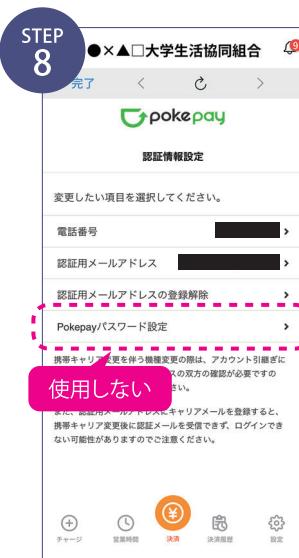 STEP
8
●×▲□大学生活協同組合
9
完了
pokepay
認証情報設定
変更したい項目を選択してください。
電話番号
認証用メールアドレス
認証用メールアドレスの登録解除
Pokepayパスワード設定
携帯キャリア変更を伴う機種変更の際は、アカウント引継ぎに
スの双方の確認が必要ですの
さい。
使用しない
また、認証用メールアドレスにキャリアメールを登録すると、
携帯キャリア変更後に認証メールを受信できず、ログインでき
ない可能性がありますのでご注意ください。
チャージ
営業時間
決済
決済履歴
設定